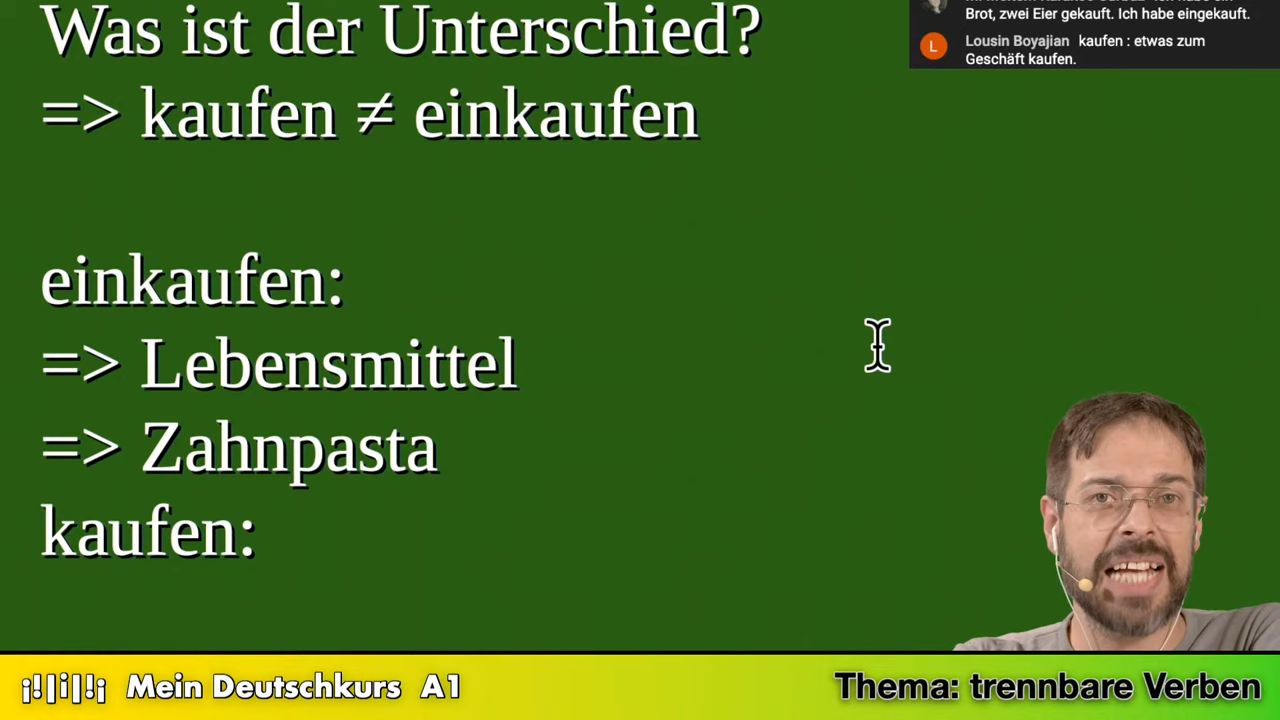 Was ist der Unterschied?
=> kaufen ≠ einkaufen
einkaufen:
=> Lebensmittel
=> Zahnpasta
kaufen:
Brot, zwei Eier gekauft. Ich habe eingekauft.
L
Lousin Boyajian kaufen : etwas zum
Geschäft kaufen.
¡!|i|!¡ Mein Deutschkurs A1
Thema: trennbare Verben